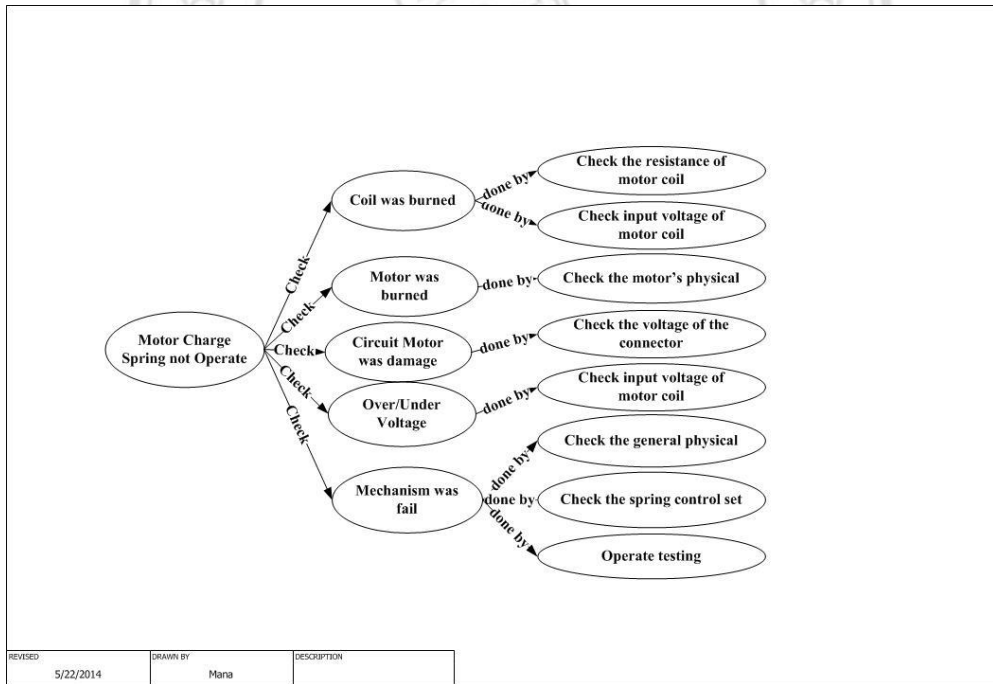 Motor Charge
Spring not Operate
Check
Check
Check
Check
Check
Coil was burned
Motor was
burned
Circuit Motor
was damage
Over/Under
Voltage
Mechanism was
fail
done by
done by
done by
done by
done by
done by
done by
done by
Check the resistance of
motor coil
Check input voltage of
motor coil
Check the motor's physical
Check the voltage of the
connector
Check input voltage of
motor coil
Check the general physical
Check the spring control set
Operate testing
REVISED
5/22/2014
DRAWN BY
Mana
DESCRIPTION